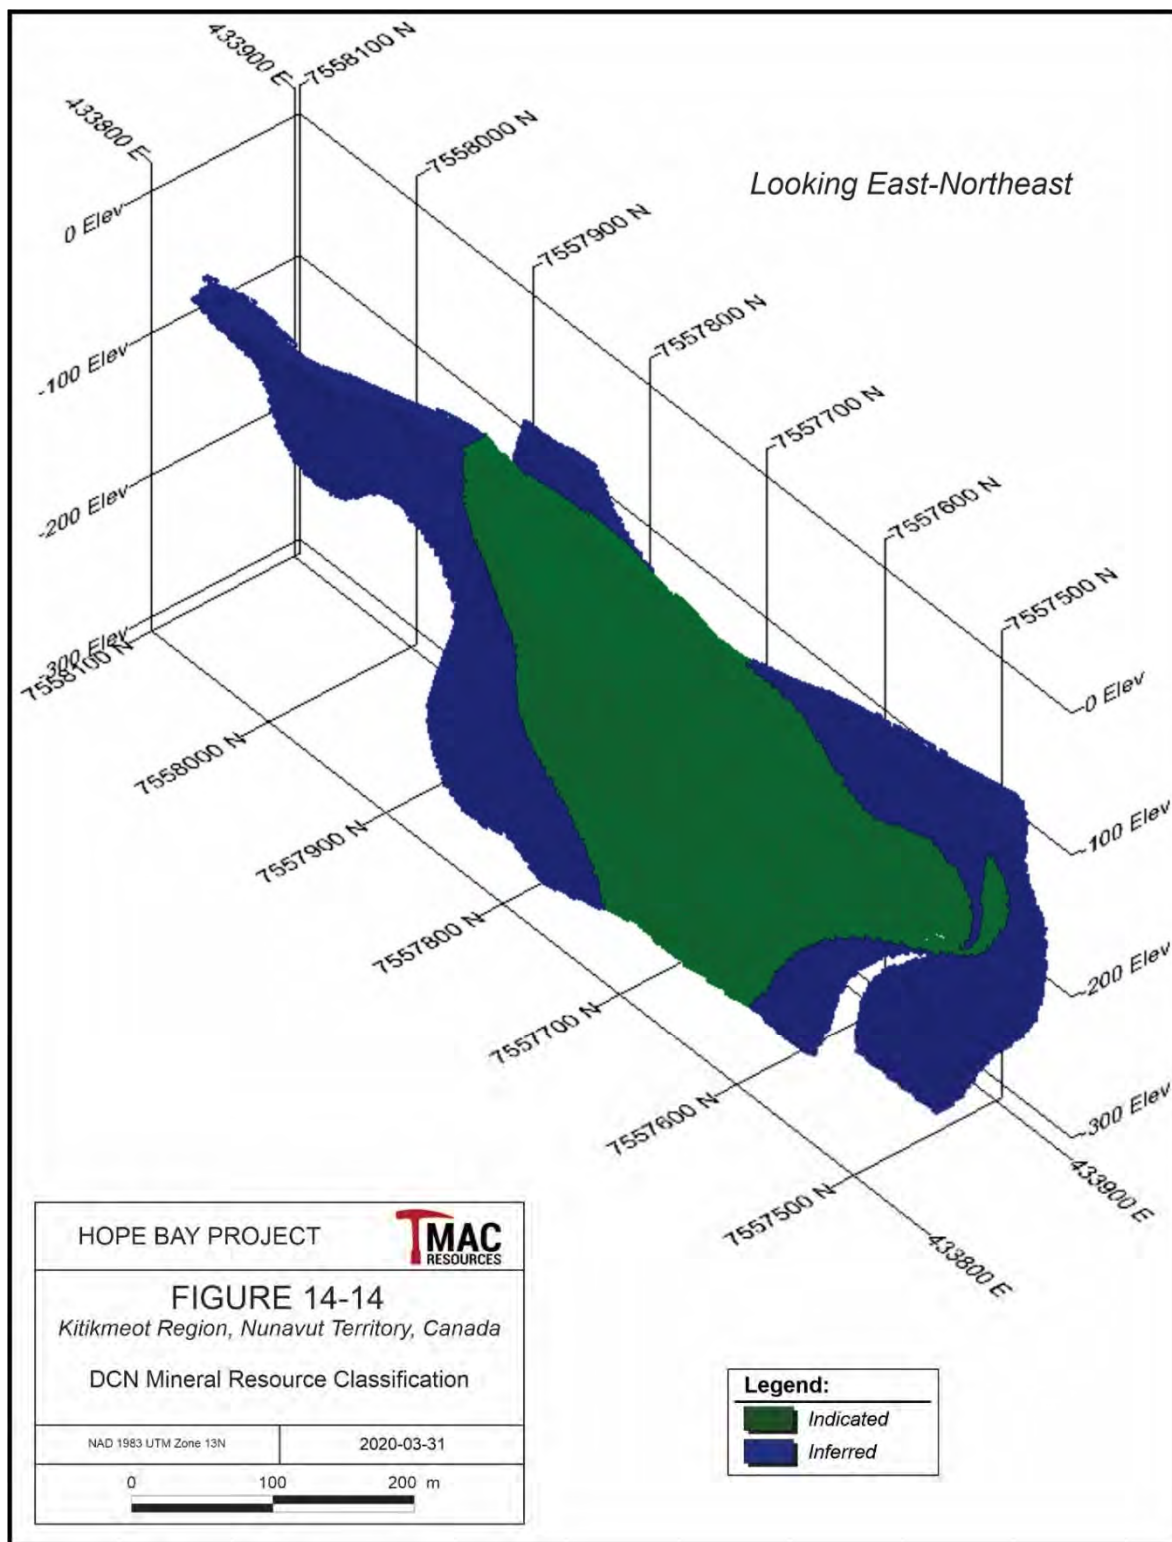 433900 E
7558100 N
433800 E
7558000 N
Looking East-Northeast
0 Elev
7557900 N
7557800 N
-100 Elev
7557700 N
-200 Elev
7557600 N
7557500 N
-300 Elev
7558100 N
0 Elev
7558000 N
-100 Elev
7557900 N
7557800 N
-200 Elev
7557700 N
7557600 N
-300 Elev
433900 E
7557500 N
433800 E
HOPE BAY PROJECT
TMAC
RESOURCES
FIGURE 14-14
Kitikmeot Region, Nunavut Territory, Canada
DCN Mineral Resource Classification
NAD 1983 UTM Zone 13N
2020-03-31
0 100 200 m
Legend:
Indicated
Inferred